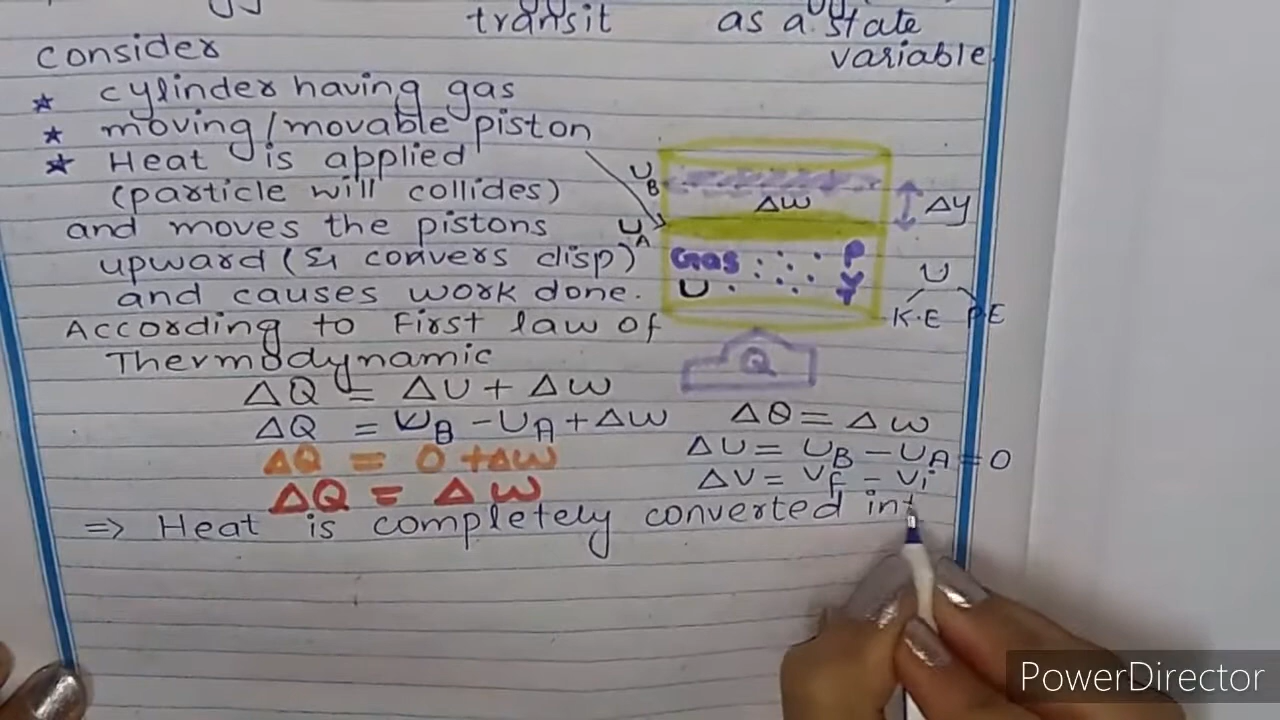 transit as a state
variable
consider
★ cylinder having gas
★ moving/movable piston
★ Heat is applied
(particle will collides)
and moves the pistons
upward (& convers disp)
and causes work done.
According to First law of
Thermodynamic
ΔQ = ΔU + ΔW
ΔQ = UB - UA + ΔW
ΔQ = 0 + ΔW
ΔQ = ΔW
UB
ΔW
Δy
UA
Gas P
V
U T
U
K.E P.E
Q
ΔQ = ΔW
ΔU = UB - UA = 0
ΔU = Uf - Ui
⇒ Heat is completely converted int
PowerDirector